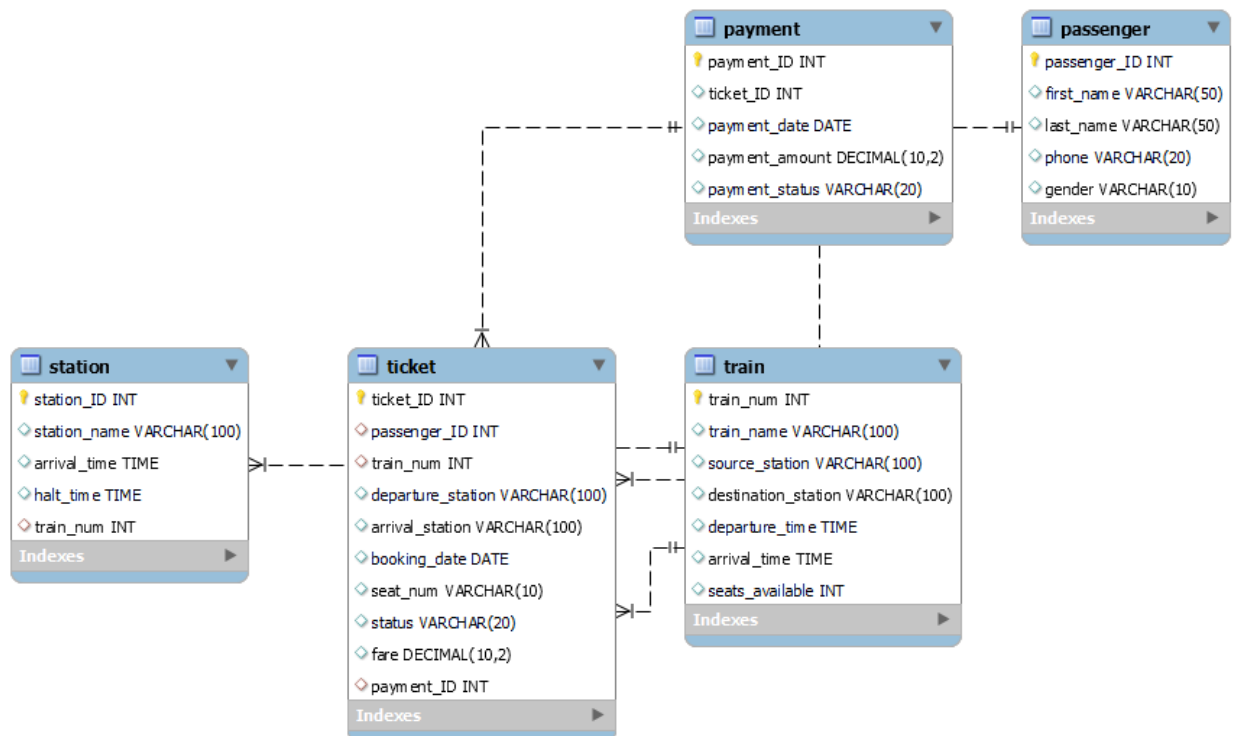 payment
payment_ID INT
ticket_ID INT
payment_date DATE
payment_amount DECIMAL(10,2)
payment_status VARCHAR(20)
Indexes
passenger
passenger_ID INT
first_name VARCHAR(50)
last_name VARCHAR(50)
phone VARCHAR(20)
gender VARCHAR(10)
Indexes
station
station_ID INT
station_name VARCHAR(100)
arrival_time TIME
halt_time TIME
train_num INT
Indexes
ticket
ticket_ID INT
passenger_ID INT
train_num INT
departure_station VARCHAR(100)
arrival_station VARCHAR(100)
booking_date DATE
seat_num VARCHAR(10)
status VARCHAR(20)
fare DECIMAL(10,2)
payment_ID INT
Indexes
train
train_num INT
train_name VARCHAR(100)
source_station VARCHAR(100)
destination_station VARCHAR(100)
departure_time TIME
arrival_time TIME
seats_available INT
Indexes